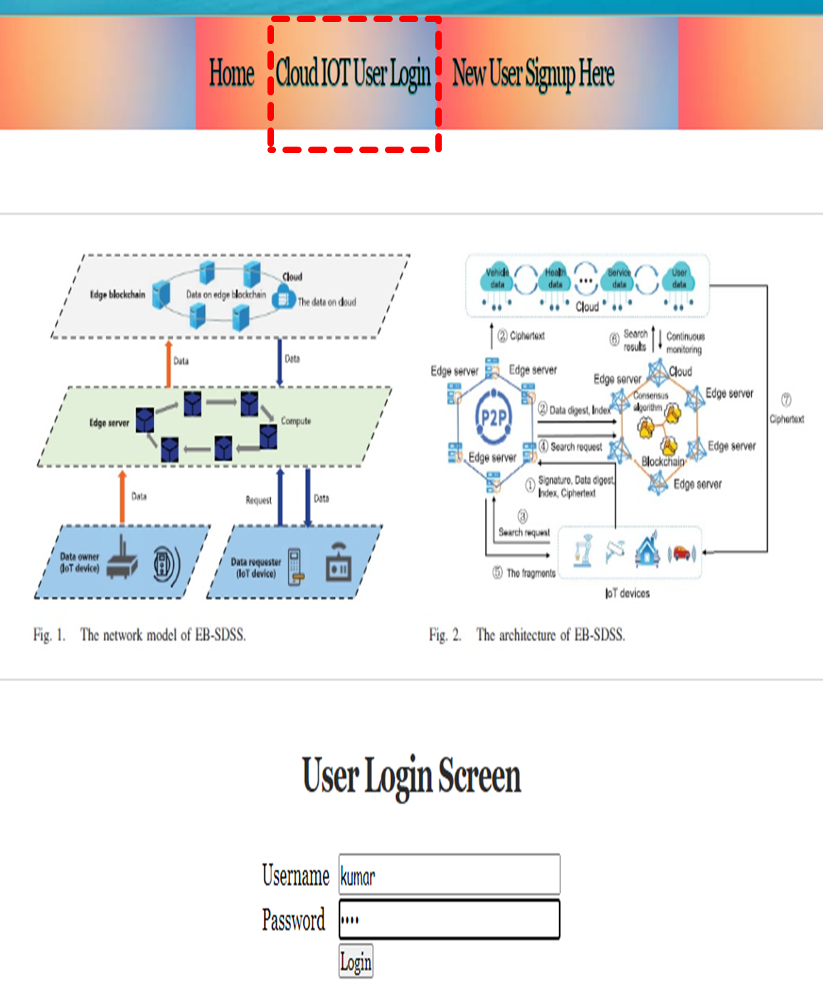 Home Cloud IOT User Login New User Signup Here
Edge blockchain
Data on edge blockchain
Cloud
The data on cloud
Data
Data
Edge server
Compute
Data
Request
Data
Data owner
(IoT device)
Data requester
(IoT device)
Fig. 1. The network model of EB-SDSS.
Vehicle
data
Health
data
...
Service
data
User
data
Cloud
② Ciphertext
⑥ Search
results
Continuous
monitoring
Edge server
Edge server
Edge server
Cloud
Edge server
Consensus
algorithm
P2P
② Data digest, Index
④ Search request
Edge server
Blockchain
Edge server
Edge server
① Signature, Data digest,
Index, Ciphertext
③
Search request
⑤ The fragments
IoT devices
⑦
Ciphertext
Fig. 2. The architecture of EB-SDSS.
User Login Screen
Username kumar
Password ••••
Login